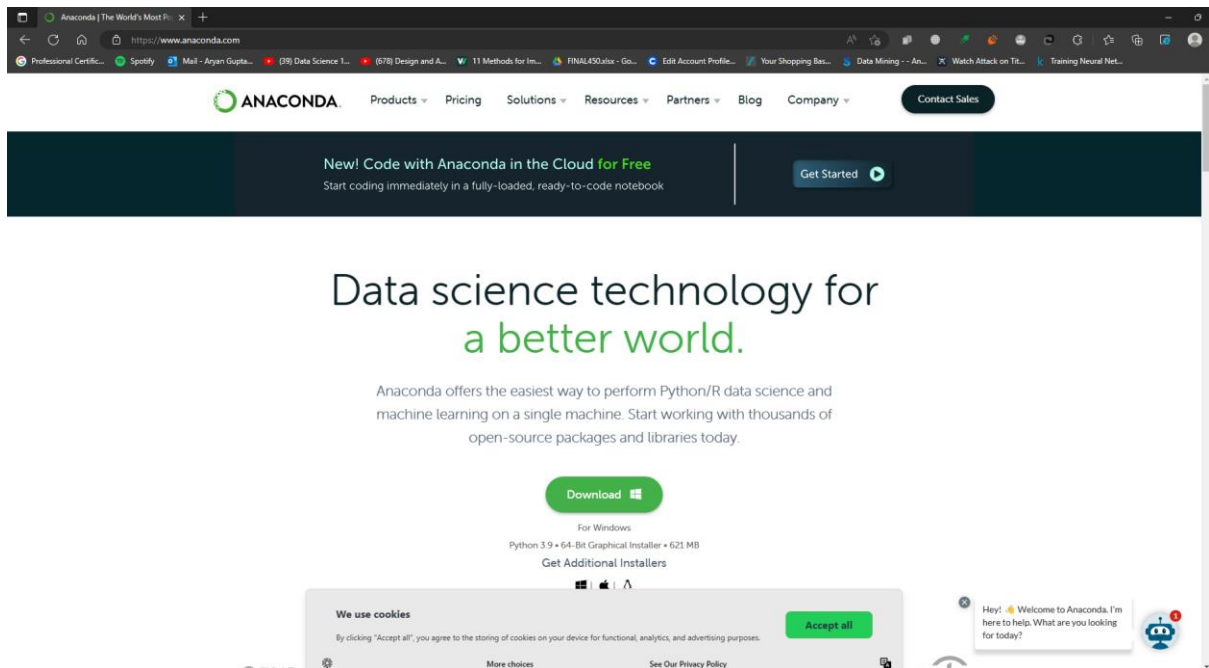 Anaconda | The World's Most Po
https://www.anaconda.com
Professional Certific... Spotify Mail - Aryan Gupta... (39) Data Science 1... (678) Design and A... 11 Methods for Im... FINAL450.xlsx - Go... Edit Account Profile... Your Shopping Bas... Data Mining - - An... Watch Attack on Tit... Training Neural Net...
ANACONDA. Products Pricing Solutions Resources Partners Blog Company Contact Sales
New! Code with Anaconda in the Cloud for Free
Start coding immediately in a fully-loaded, ready-to-code notebook
Get Started
Data science technology for
a better world.
Anaconda offers the easiest way to perform Python/R data science and
machine learning on a single machine. Start working with thousands of
open-source packages and libraries today.
Download
For Windows
Python 3.9 • 64-Bit Graphical Installer • 621 MB
Get Additional Installers
We use cookies
By clicking "Accept all", you agree to the storing of cookies on your device for functional, analytics, and advertising purposes.
Accept all
More choices See Our Privacy Policy
Hey! 👋 Welcome to Anaconda. I'm
here to help. What are you looking
for today?
1